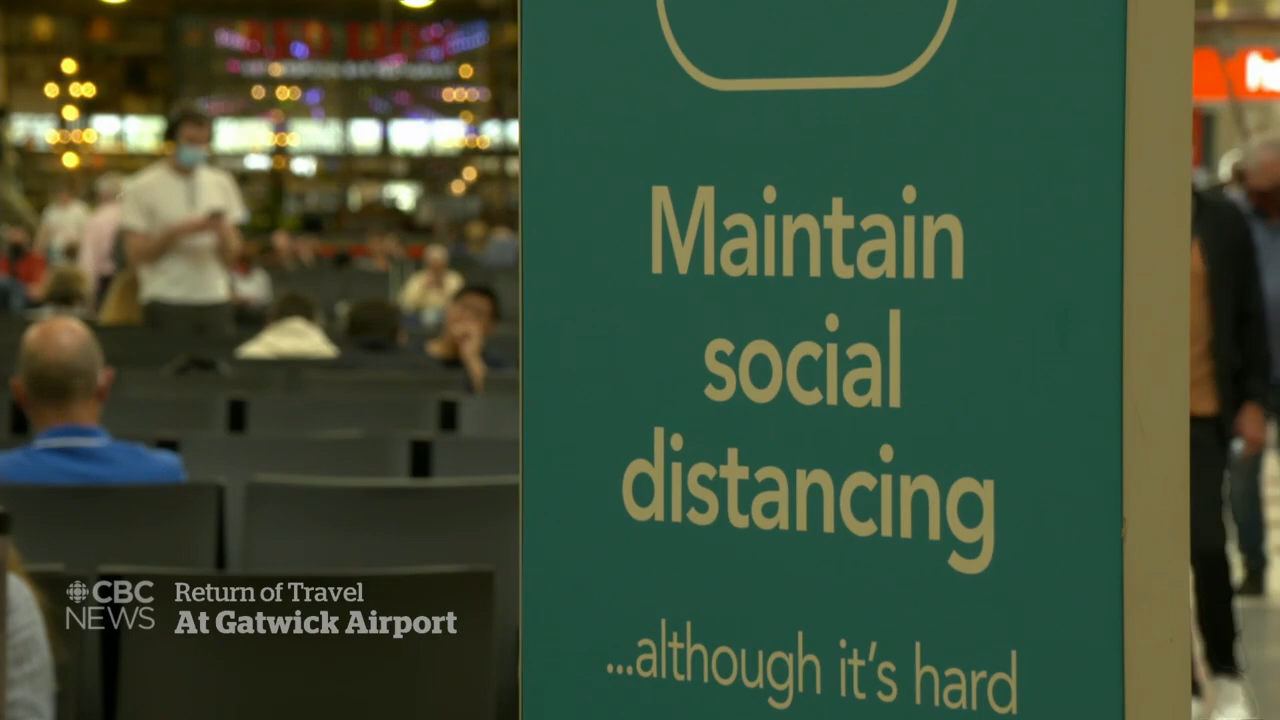 Maintain
social
distancing
...although it's hard
CBC
NEWS
Return of Travel
At Gatwick Airport